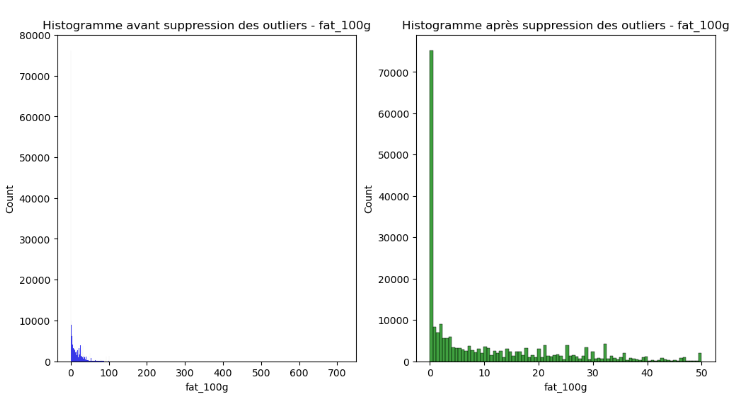 Histogramme avant suppression des outliers - fat_100g
80000
70000
60000
50000
40000
30000
20000
10000
0
Count
0 100 200 300 400 500 600 700
fat_100g
Histogramme après suppression des outliers - fat_100g
70000
60000
50000
40000
30000
20000
10000
0
Count
0 10 20 30 40 50
fat_100g